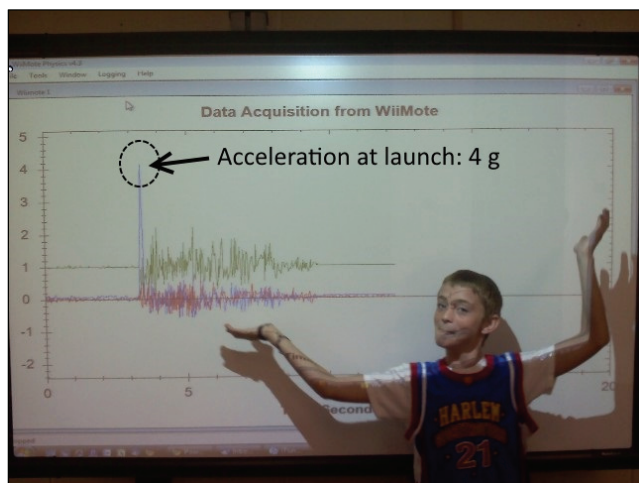 WiiMote Physics v4.0
Tools Window Logging Help
Wiimote 1
Data Acquisition from WiiMote
5
Acceleration at launch: 4 g
4
3
2
1
0
-1
-2
0
5
20
Second
HARLEM
21